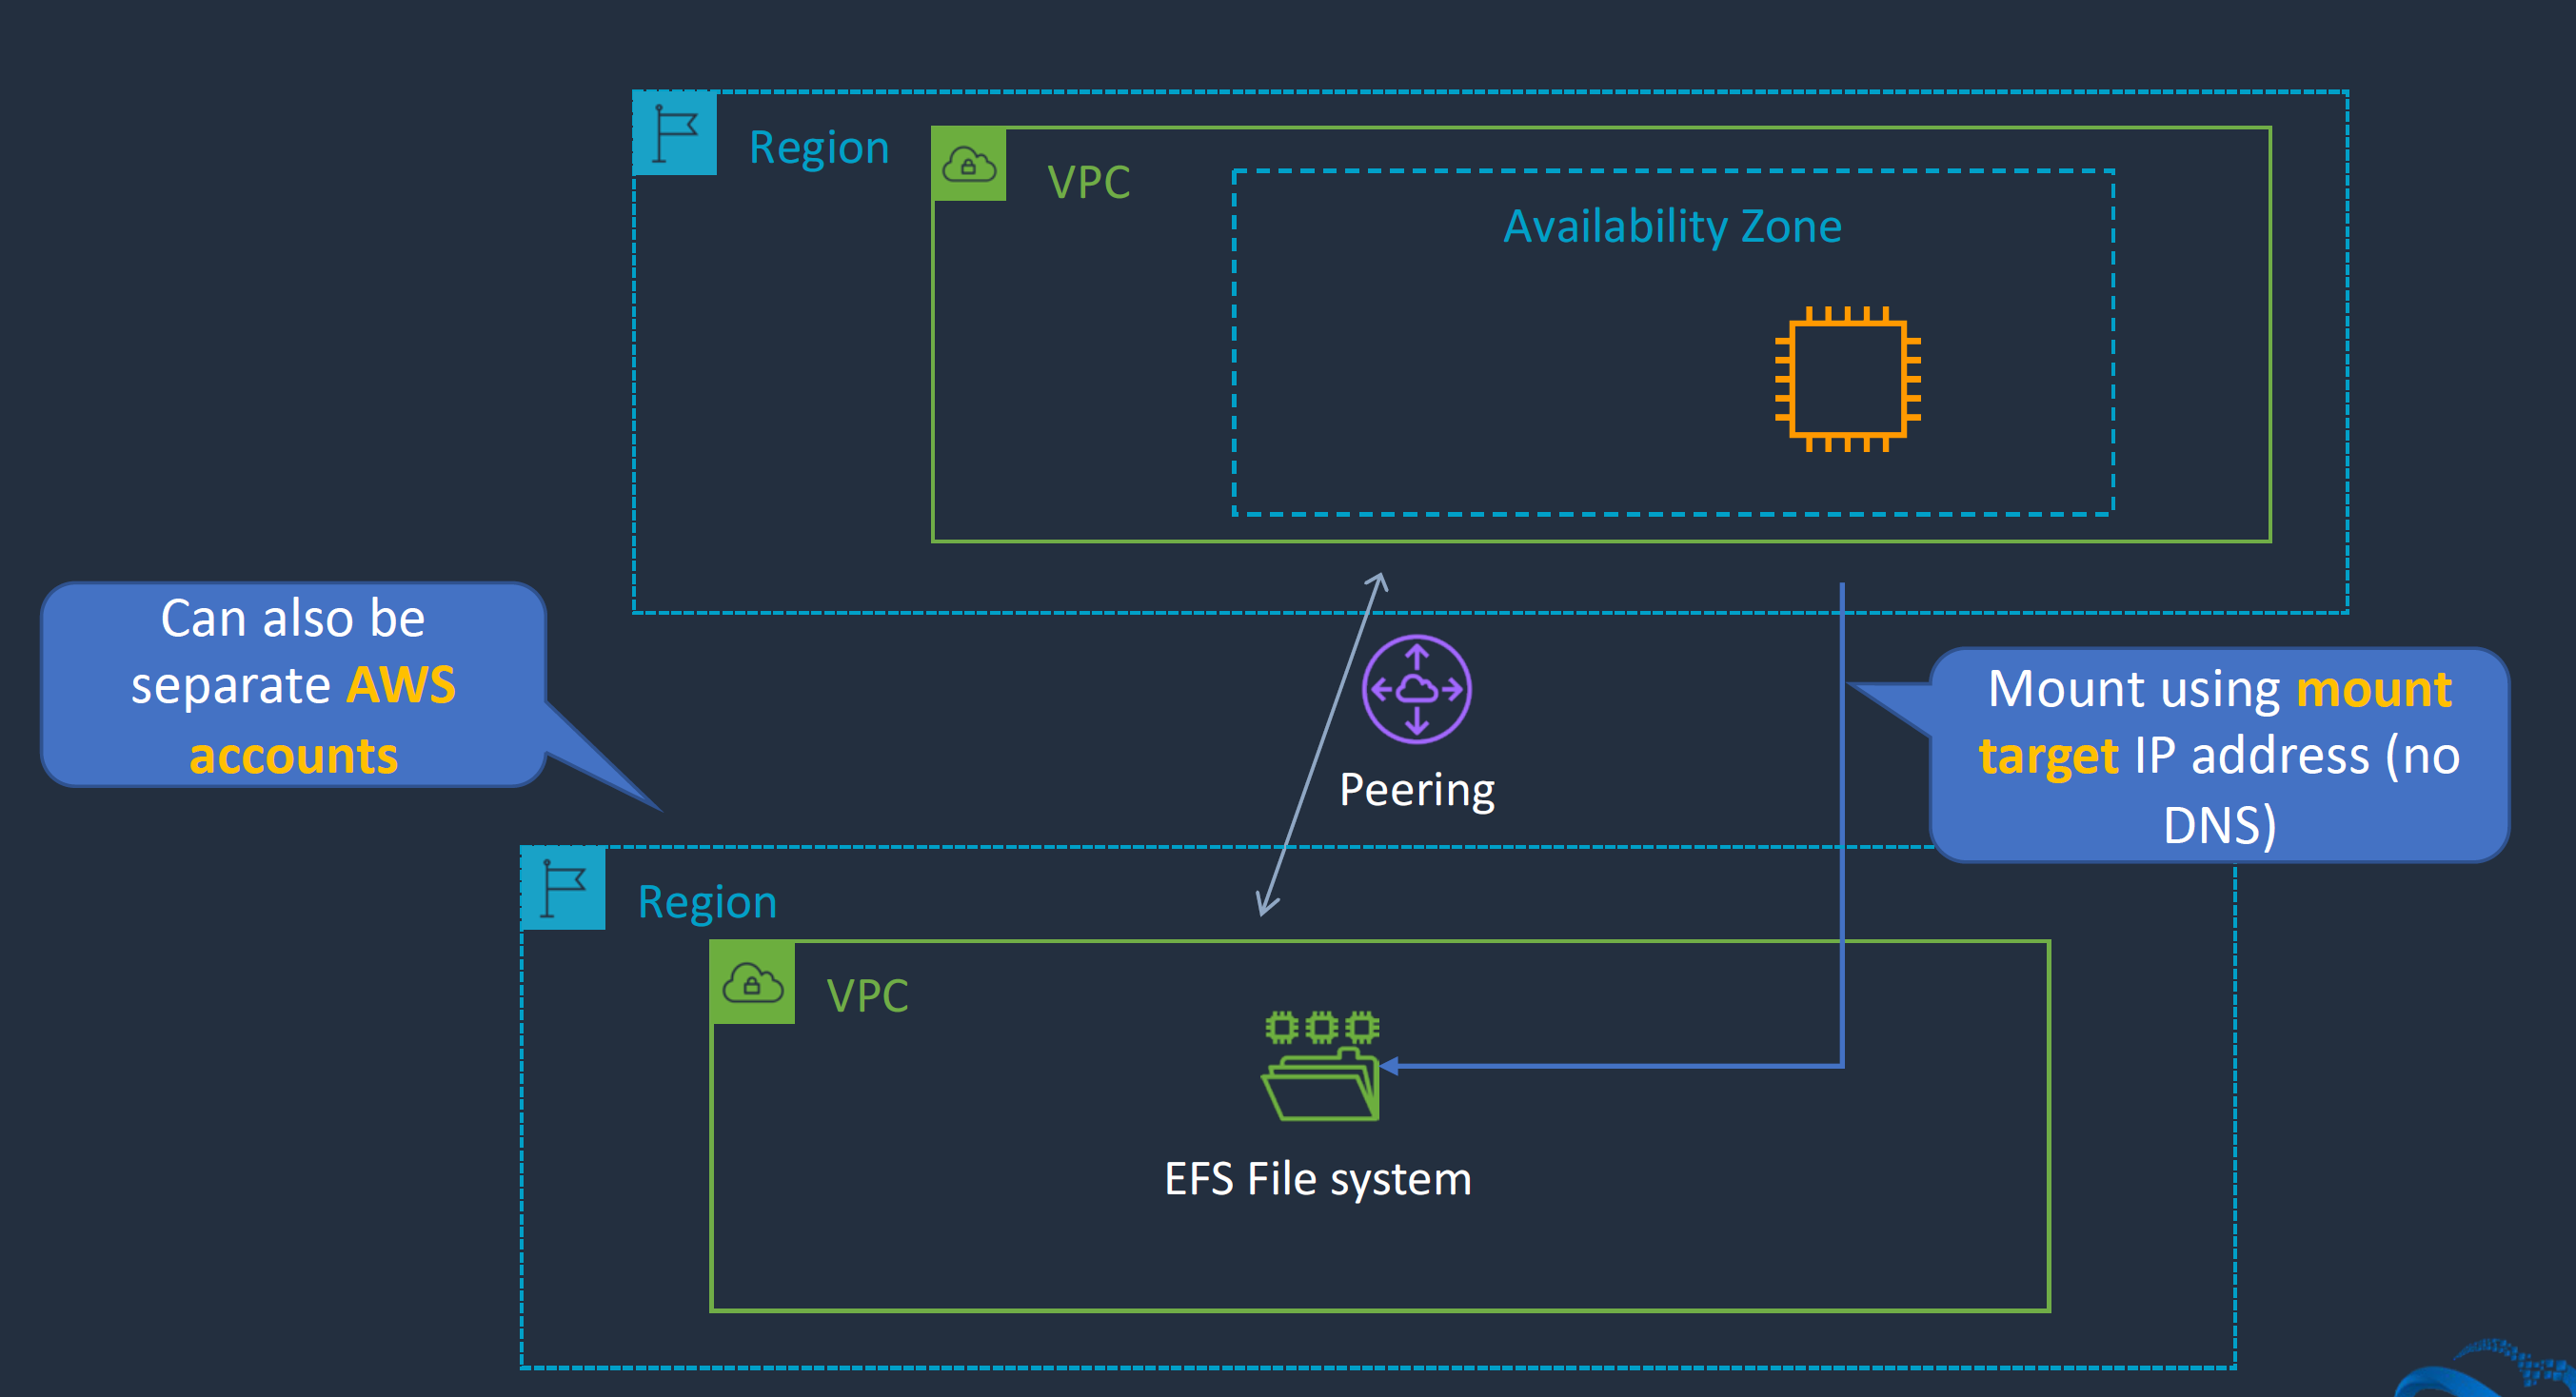 Region
VPC
Availability Zone
Can also be
separate AWS
accounts
Peering
Mount using mount
target IP address (no
DNS)
Region
VPC
EFS File system